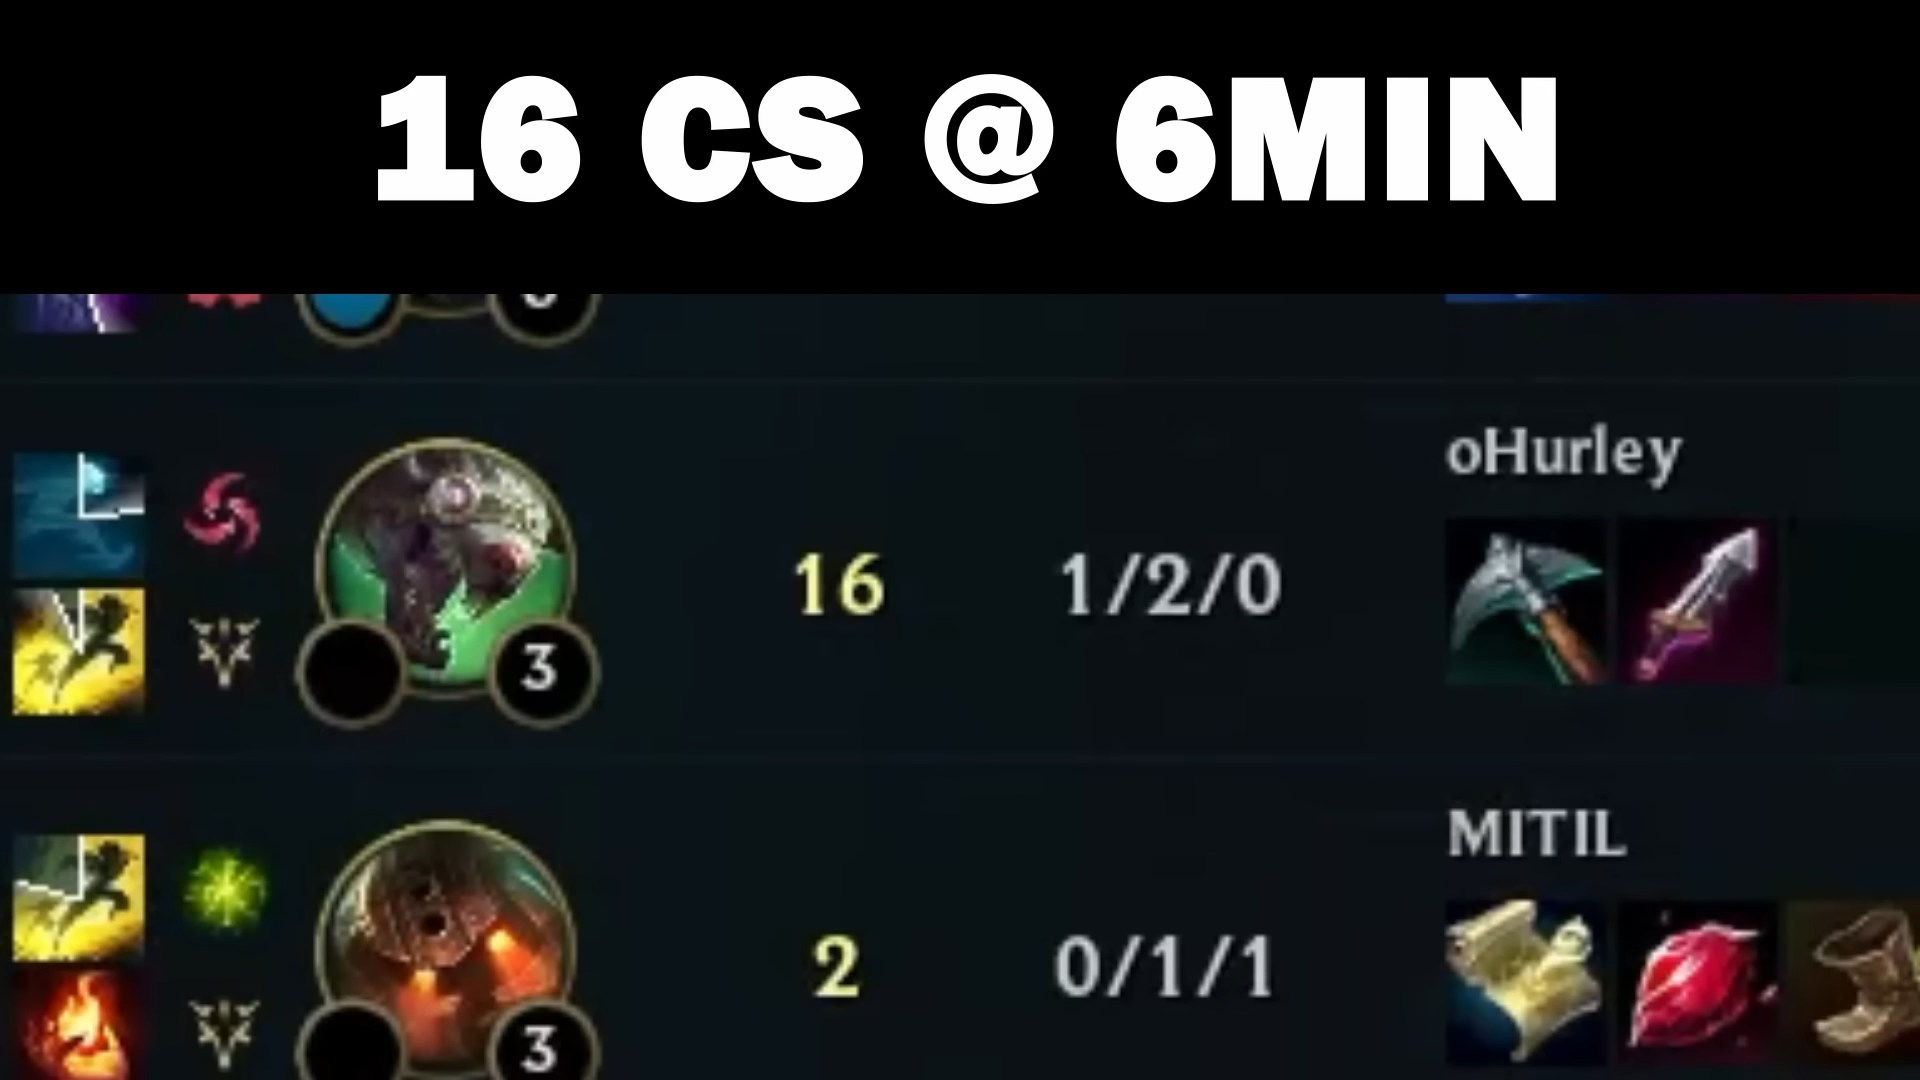 16 CS @ 6MIN
oHurley
3 16 1/2/0
MITIL
3 2 0/1/1